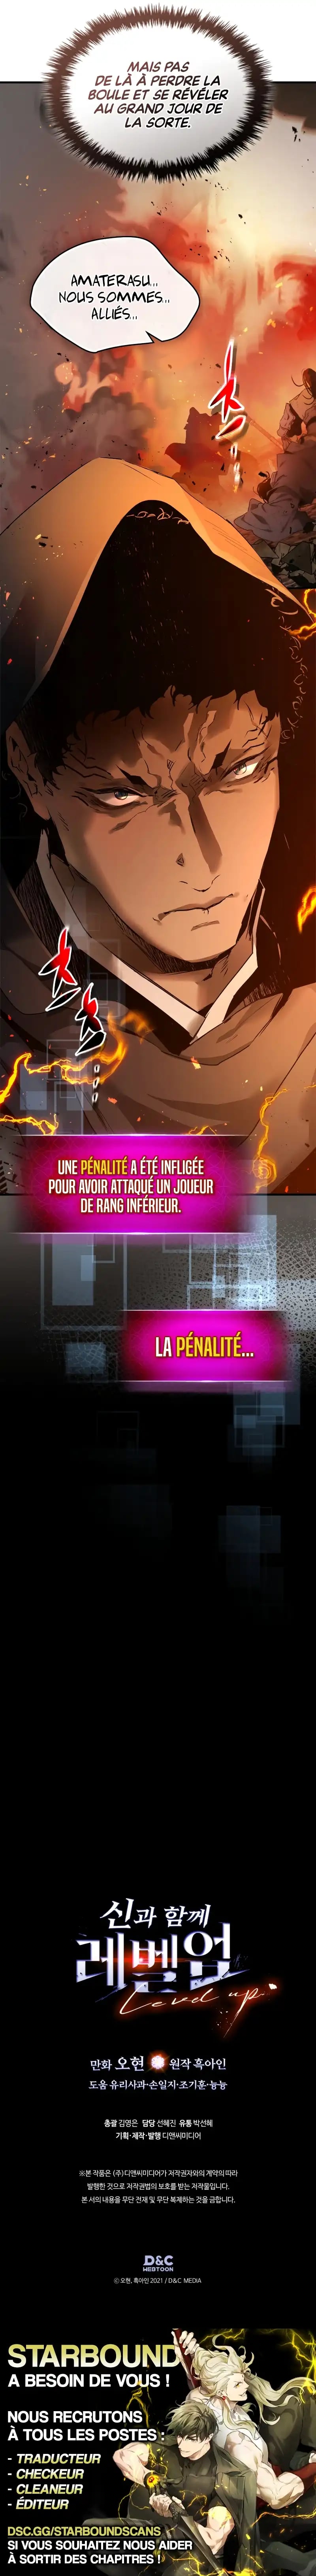 MAIS PAS
DE LÀ À PERDRE LA
BOULE ET SE RÉVÉLER
AU GRAND JOUR DE
LA SORTE.
AMATERASU...
NOUS SOMMES...
ALLIÉS...
스
스스
UNE PÉNALITÉ A ÉTÉ INFLIGÉE
POUR AVOIR ATTAQUÉ UN JOUEUR
DE RANG INFÉRIEUR.
LA PÉNALITÉ...
신과 함께
레벨업
Level up
만화 오현 원작 흑아인
도움 유리사과·손일지·조기훈·능능
총괄 김영은 담당 선혜진 유통 박선혜
기획·제작·발행 디앤씨미디어
※본 작품은 (주)디앤씨미디어가 저작권자와의 계약의 따라
발행한 것으로 저작권법의 보호를 받는 저작물입니다.
본 서의 내용을 무단 전재 및 무단 복제하는 것을 금합니다.
D&C
WEBTOON
ⓒ 오현, 흑아인 2021 / D&C MEDIA
STARBOUND
A BESOIN DE VOUS !
NOUS RECRUTONS
À TOUS LES POSTES :
- TRADUCTEUR
- CHECKEUR
- CLEANEUR
- ÉDITEUR
DSC.GG/STARBOUNDSCANS
SI VOUS SOUHAITEZ NOUS AIDER
À SORTIR DES CHAPITRES !